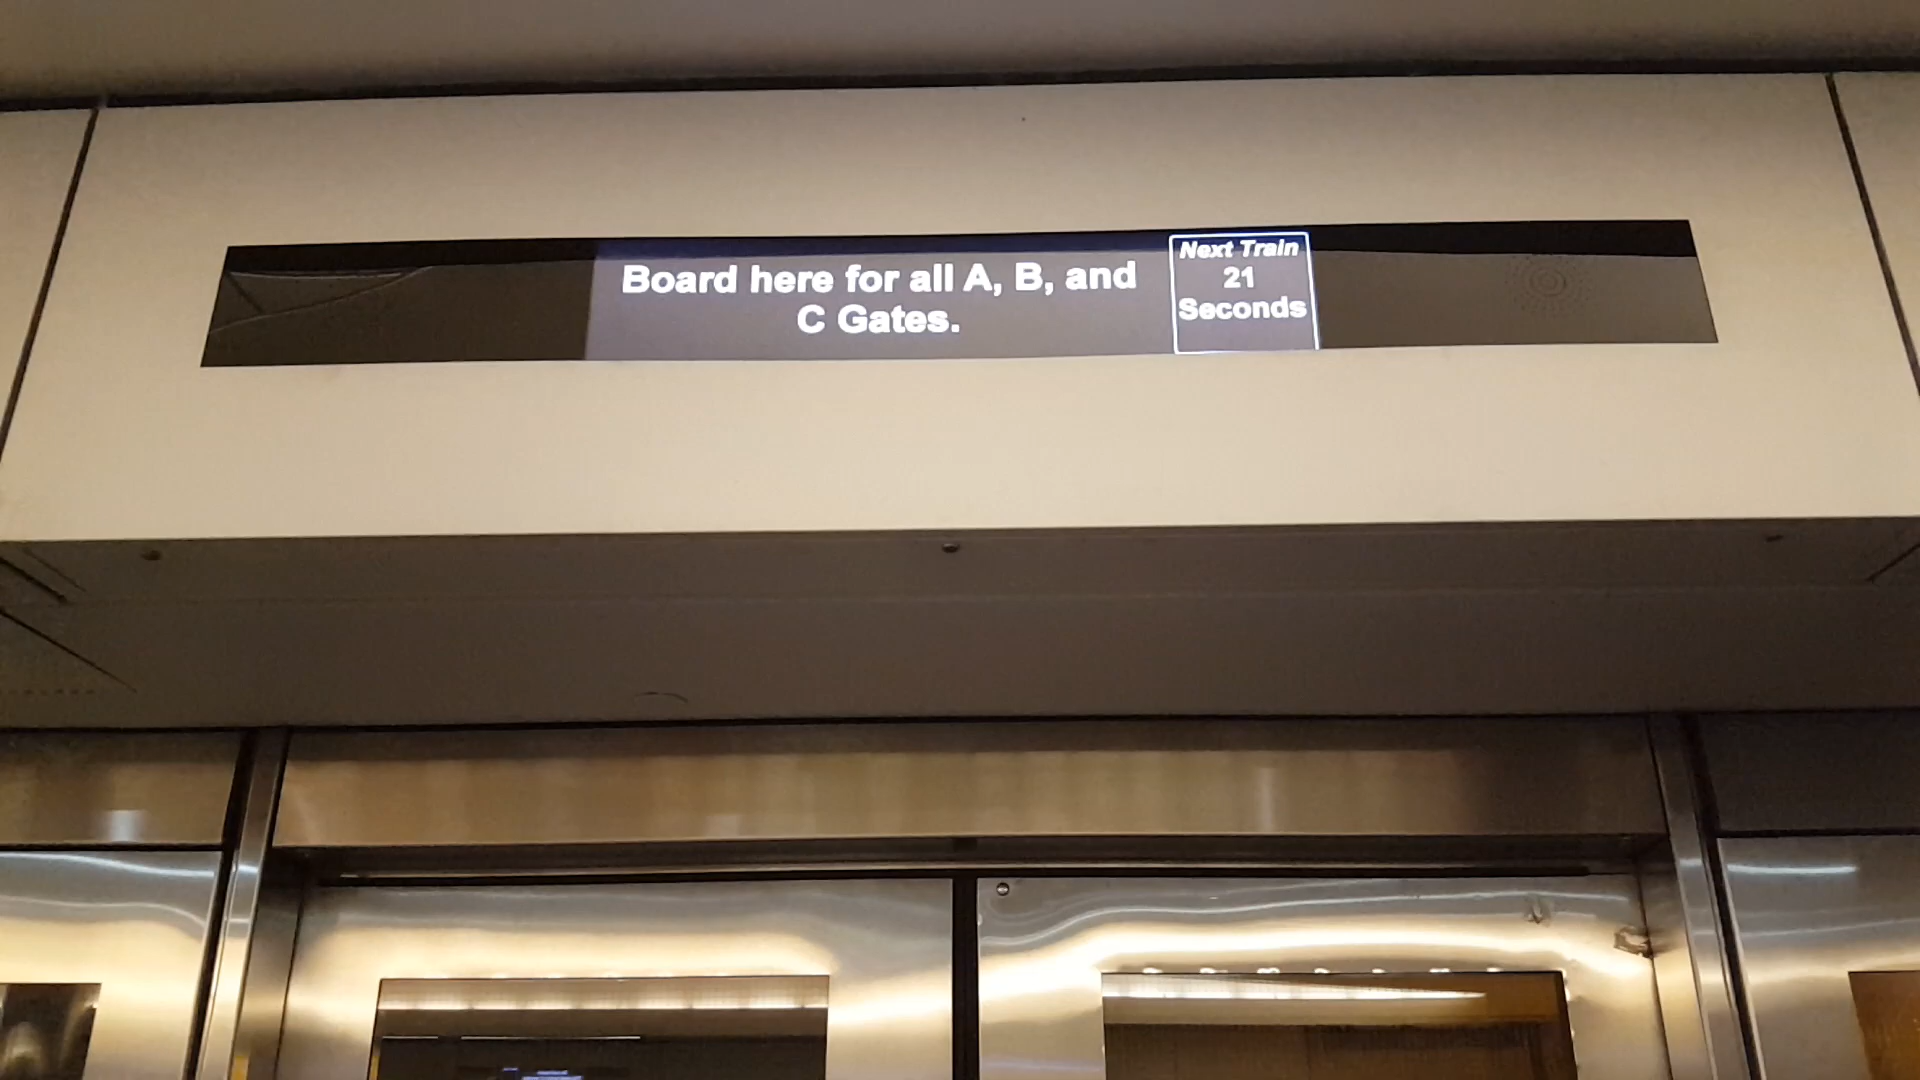 Board here for all A, B, and
C Gates.
Next Train
21
Seconds